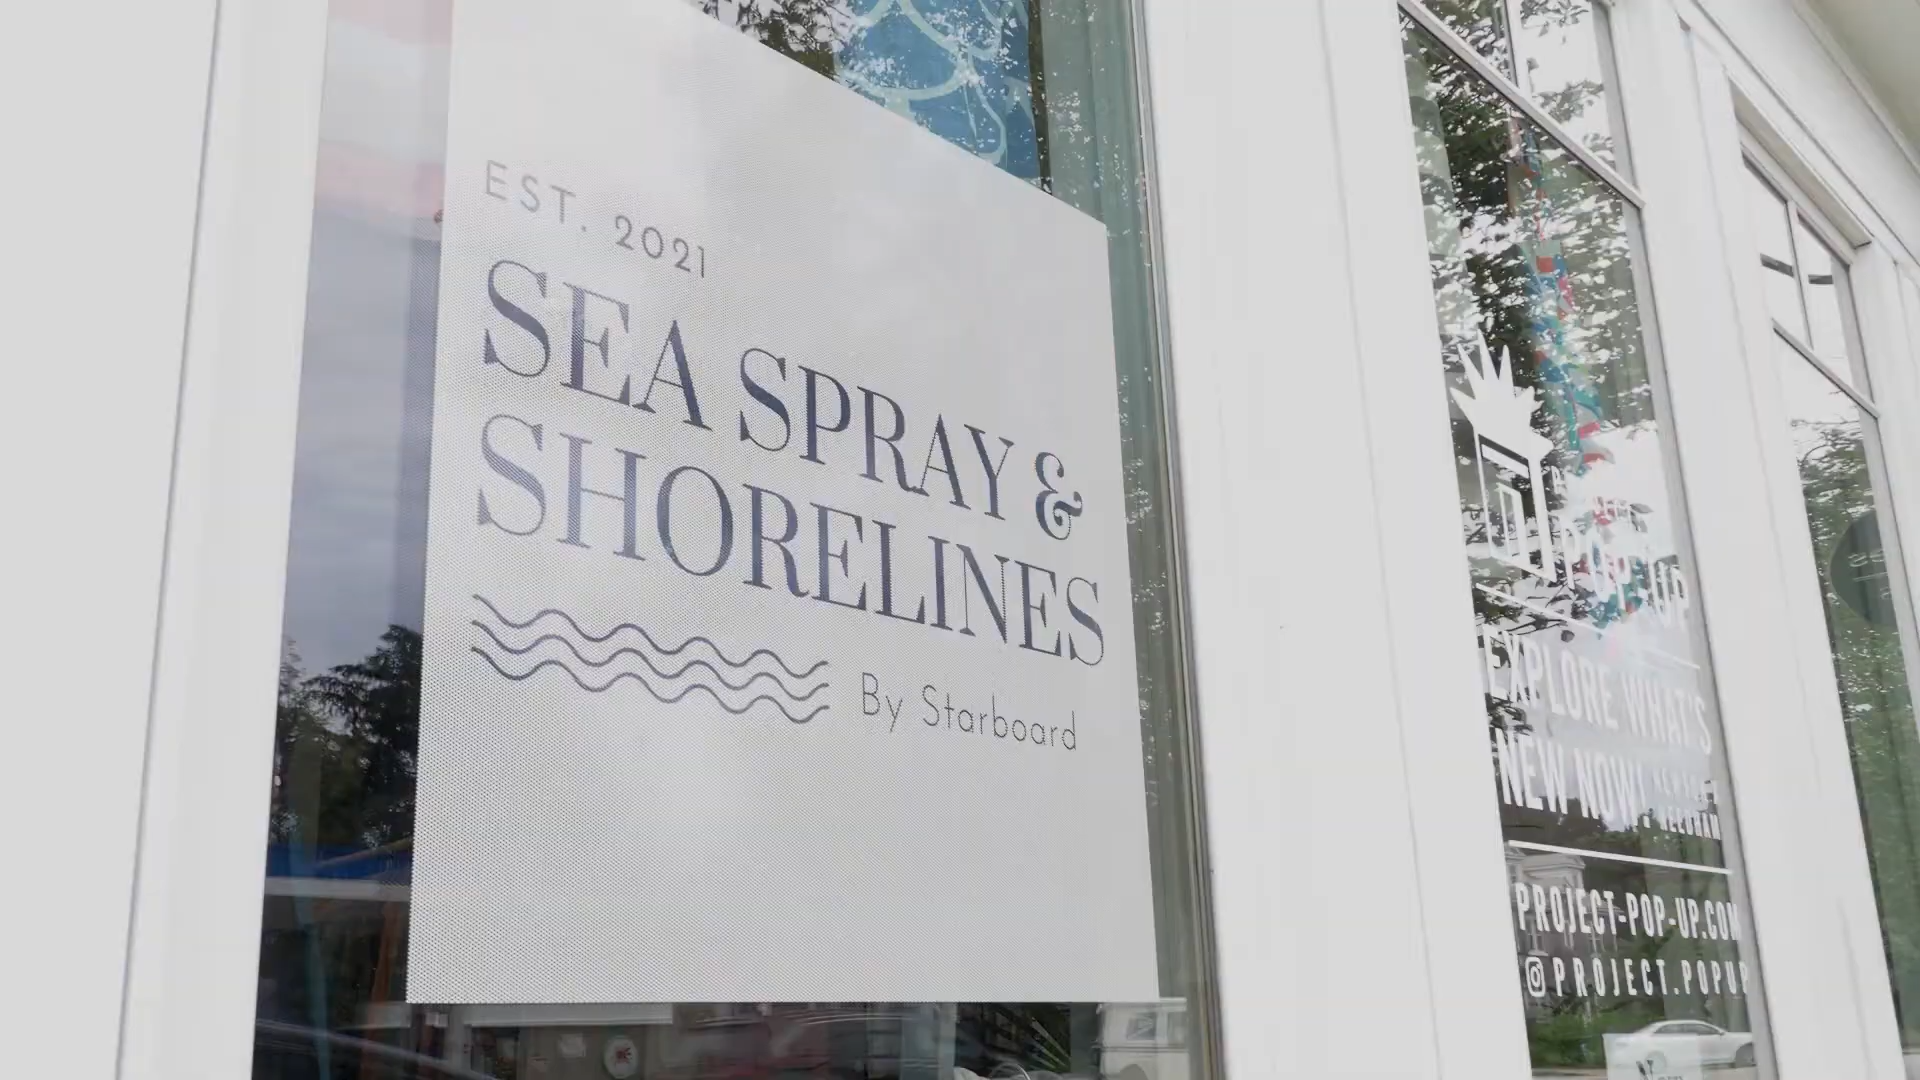 EST. 2021
SEA SPRAY &
SHORELINES
By Starboard
POP-UP
EXPLORE WHAT'S
NEW NOW!
NEEDHAM
PROJECT-POP-UP.COM
@PROJECT.POPUP